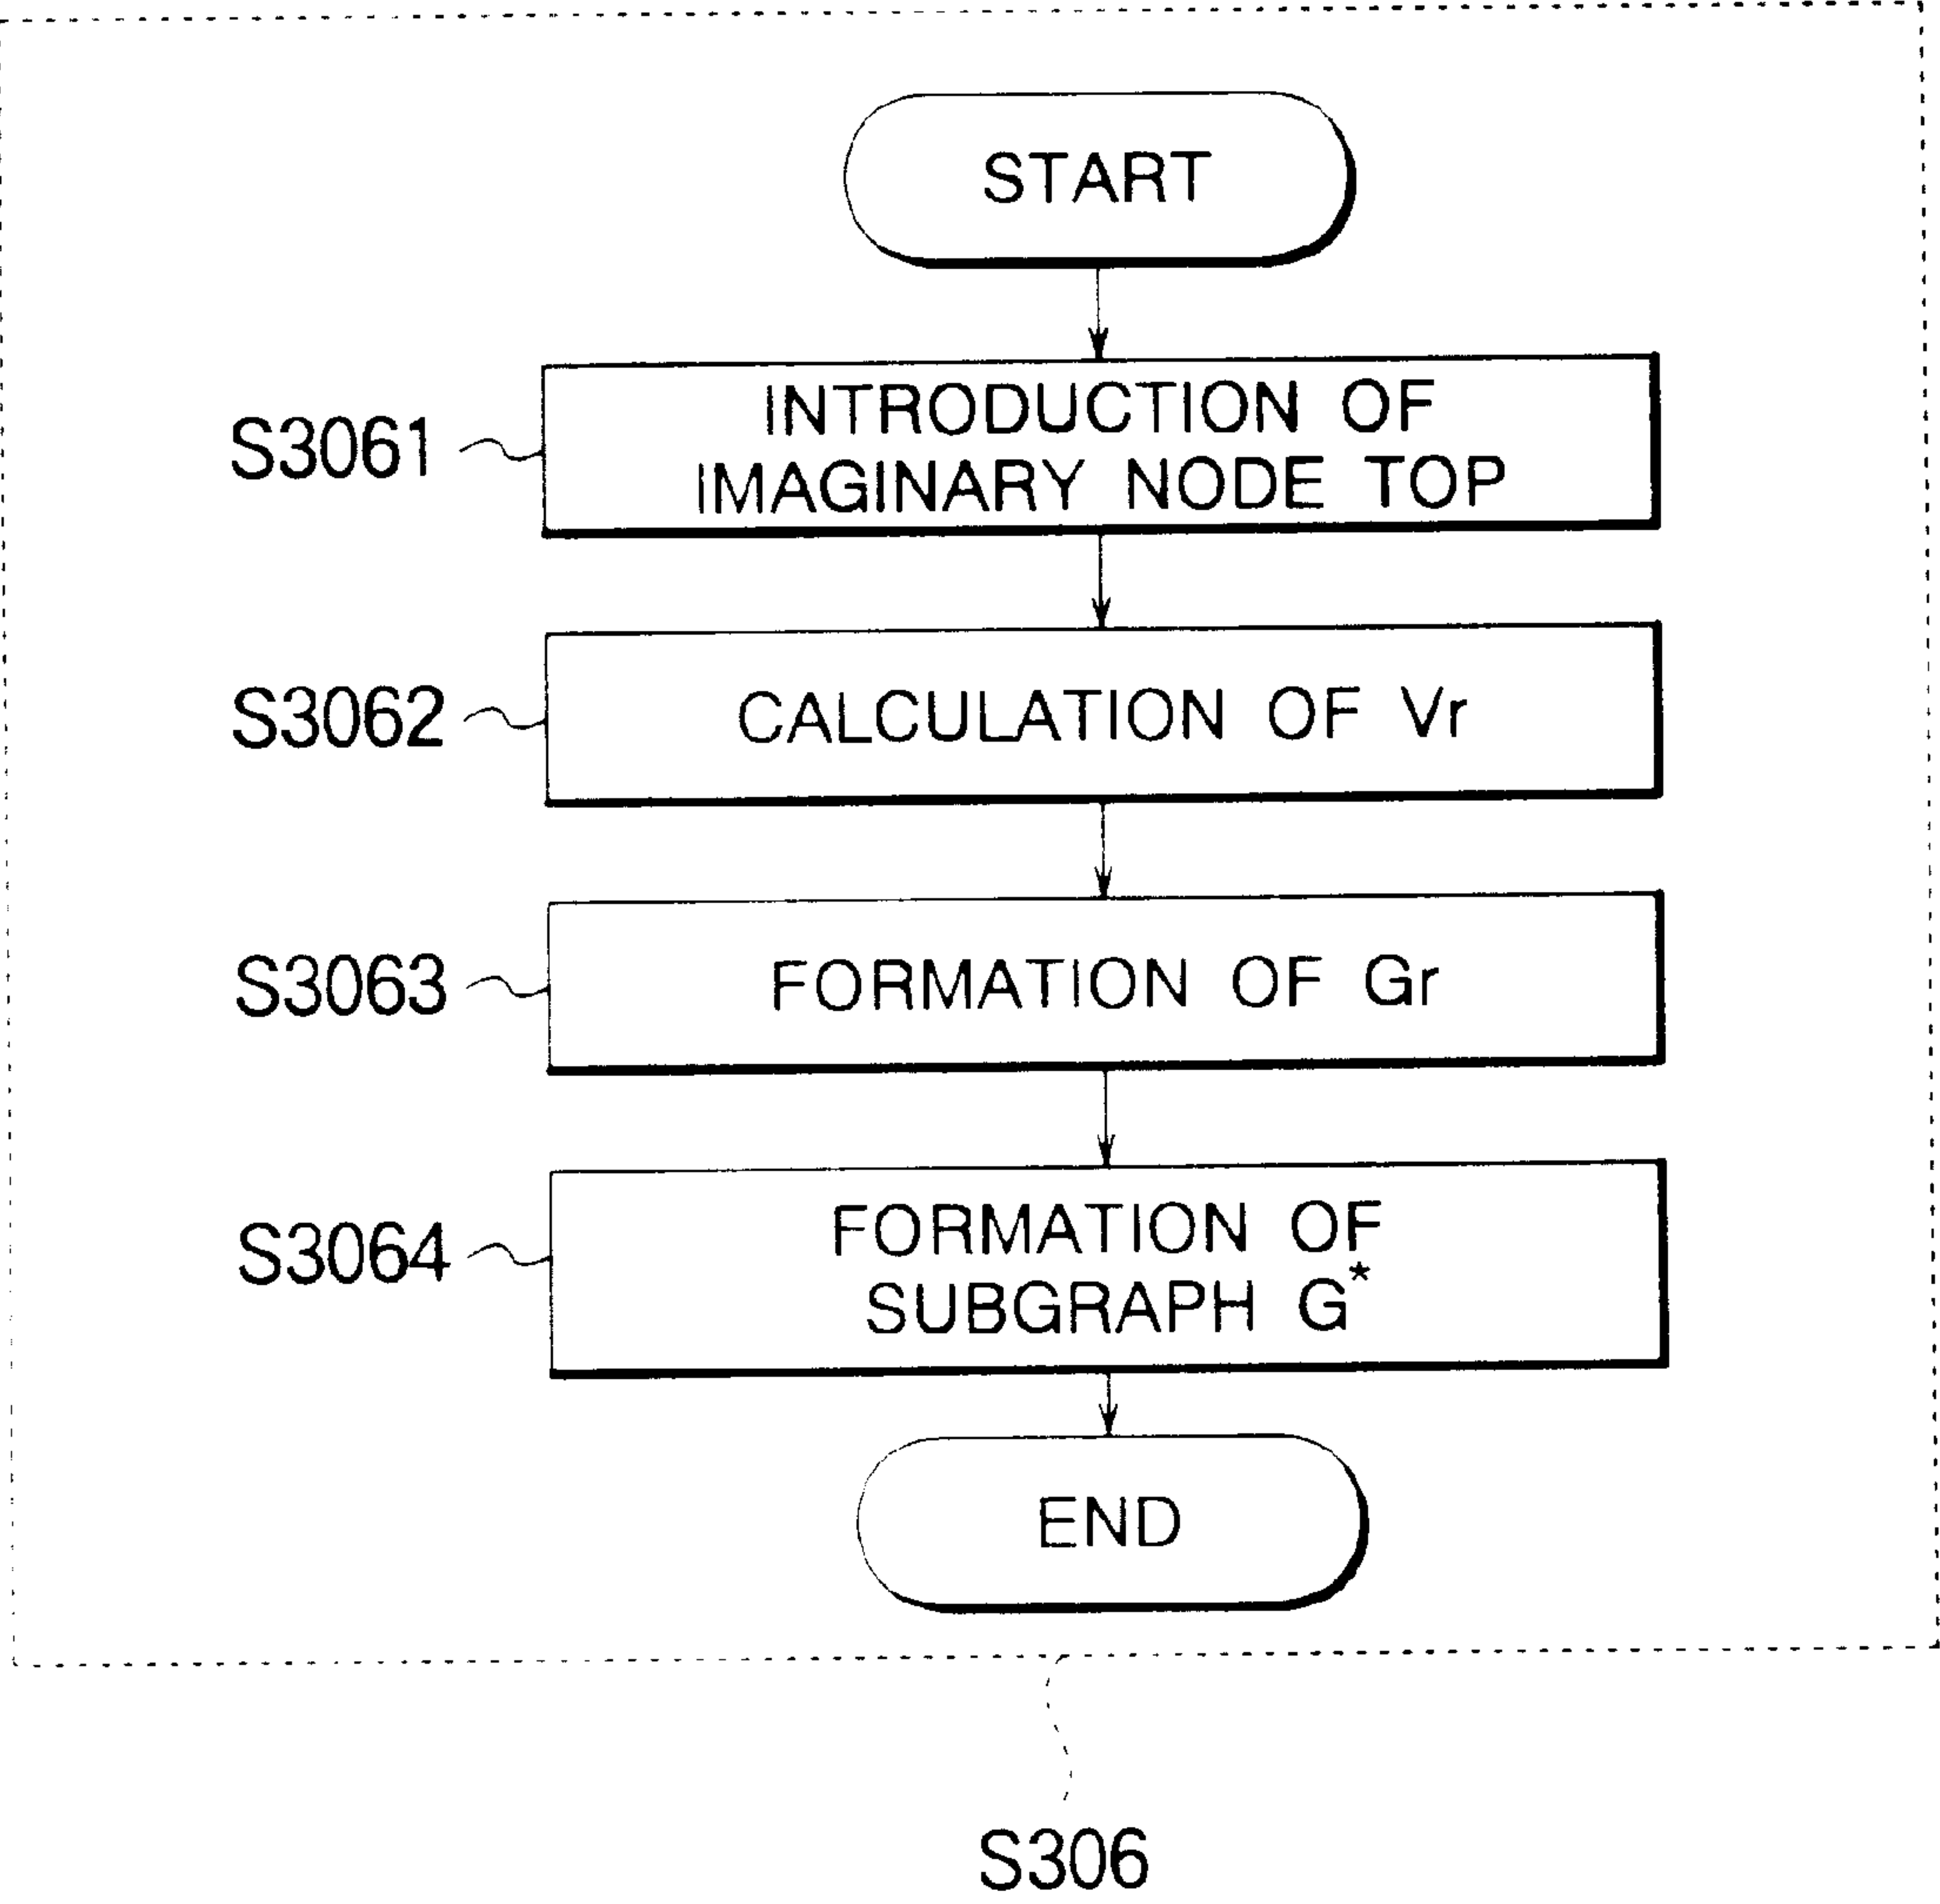 START
S3061
INTRODUCTION OF
IMAGINARY NODE TOP
S3062
CALCULATION OF Vr
S3063
FORMATION OF Gr
S3064
FORMATION OF
SUBGRAPH G*
END
S306